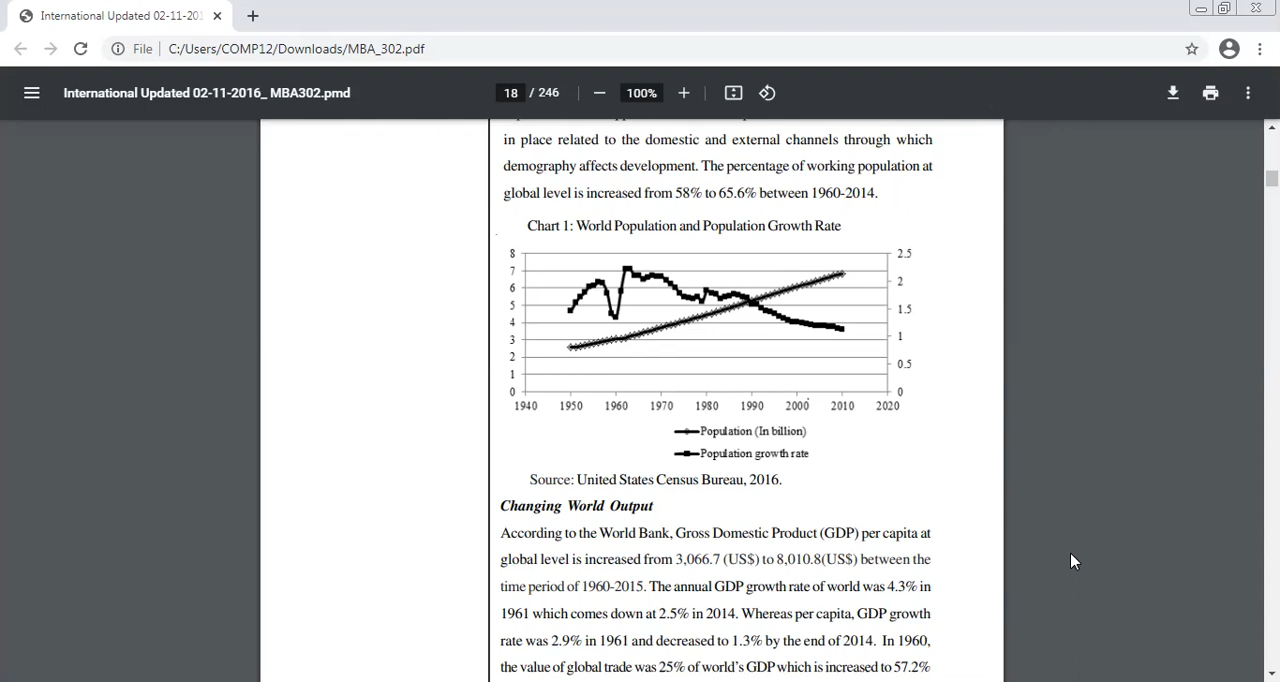 International Updated 02-11-201
File
C:/Users/COMP12/Downloads/MBA_302.pdf
International Updated 02-11-2016_ MBA302.pmd
18 / 246
100%
in place related to the domestic and external channels through which
demography affects development. The percentage of working population at
global level is increased from 58% to 65.6% between 1960-2014.
Chart 1: World Population and Population Growth Rate
8 2.5
7
6 2
5 1.5
4
3 1
2 0.5
1
0 0
1940 1950 1960 1970 1980 1990 2000 2010 2020
Population (In billion)
Population growth rate
Source: United States Census Bureau, 2016.
Changing World Output
According to the World Bank, Gross Domestic Product (GDP) per capita at
global level is increased from 3,066.7 (US$) to 8,010.8(US$) between the
time period of 1960-2015. The annual GDP growth rate of world was 4.3% in
1961 which comes down at 2.5% in 2014. Whereas per capita, GDP growth
rate was 2.9% in 1961 and decreased to 1.3% by the end of 2014. In 1960,
the value of global trade was 25% of world's GDP which is increased to 57.2%